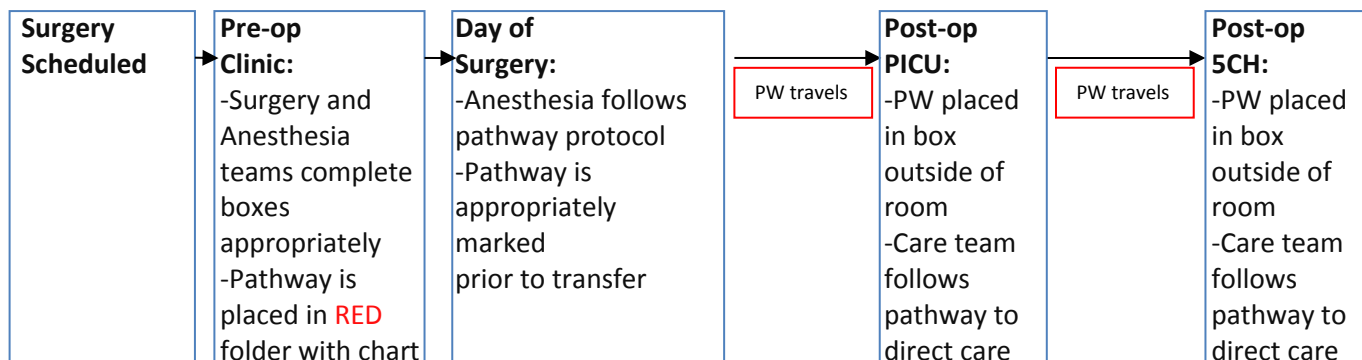 Surgery
Scheduled
Pre-op
Clinic:
-Surgery and
Anesthesia
teams complete
boxes
appropriately
-Pathway is
placed in RED
folder with chart
Day of
Surgery:
-Anesthesia follows
pathway protocol
-Pathway is
appropriately
marked
prior to transfer
PW travels
Post-op
PICU:
-PW placed
in box
outside of
room
-Care team
follows
pathway to
direct care
PW travels
Post-op
5CH:
-PW placed
in box
outside of
room
-Care team
follows
pathway to
direct care